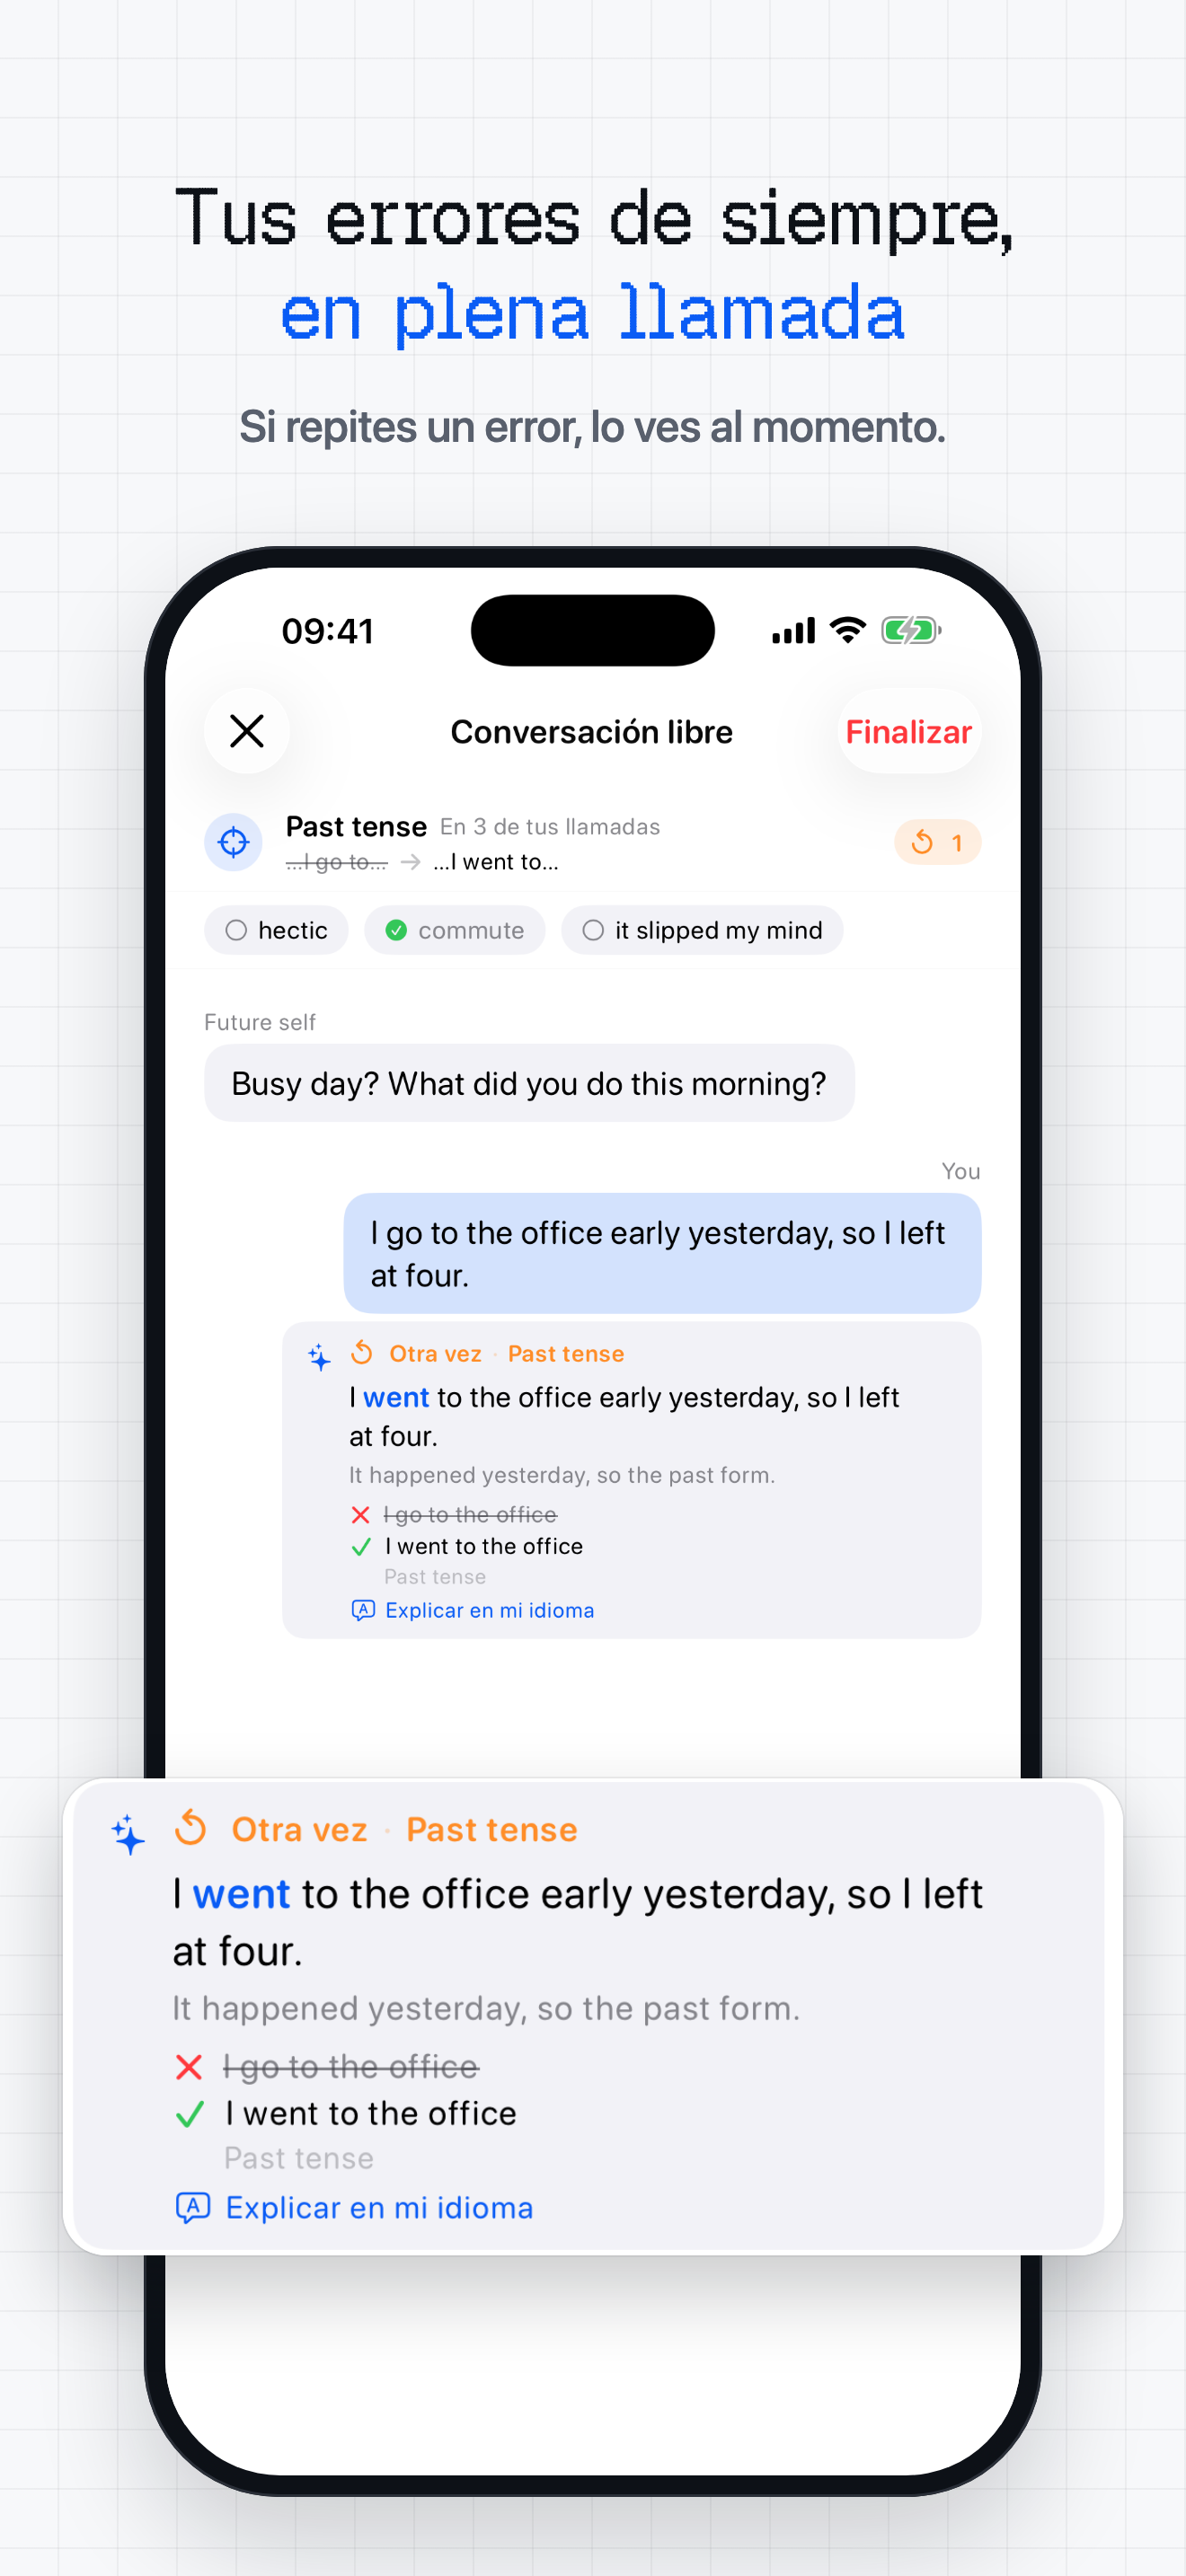 Tus errores de siempre,
en plena llamada
Si repites un error, lo ves al momento.
09:41
Conversación libre
Finalizar
Past tense En 3 de tus llamadas
...I go to... → ...I went to...
1
hectic
commute
it slipped my mind
Future self
Busy day? What did you do this morning?
You
I go to the office early yesterday, so I left
at four.
Otra vez · Past tense
I went to the office early yesterday, so I left
at four.
It happened yesterday, so the past form.
I go to the office
I went to the office
Past tense
Explicar en mi idioma
Otra vez · Past tense
I went to the office early yesterday, so I left
at four.
It happened yesterday, so the past form.
I go to the office
I went to the office
Past tense
Explicar en mi idioma